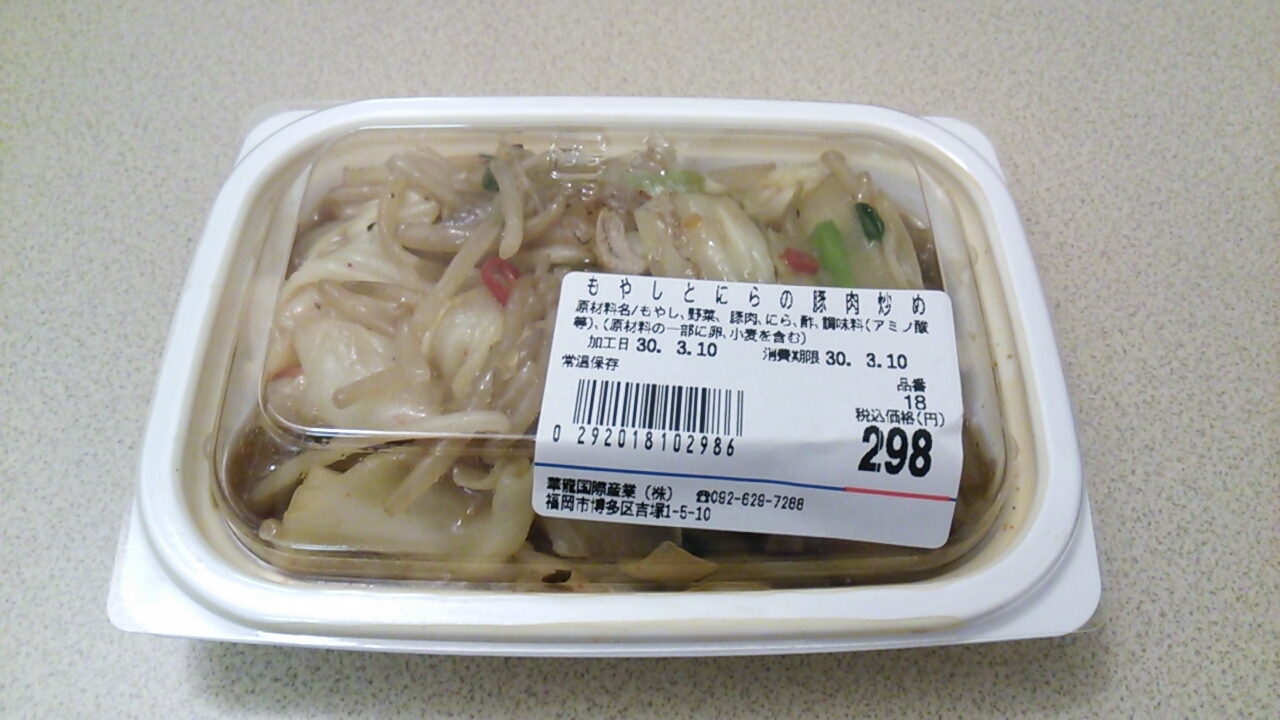 もやしとにらの豚肉炒め
原材料名/もやし、野菜、豚肉、にら、酢、調味料(アミノ酸
等)、(原材料の一部に卵、小麦を含む)
加工日 30. 3.10 消費期限 30. 3.10
常温保存
品番
18
税込価格(円)
298
0 292018102986
華龍国際産業(株) ☎092-629-7288
福岡市博多区吉塚1-5-10